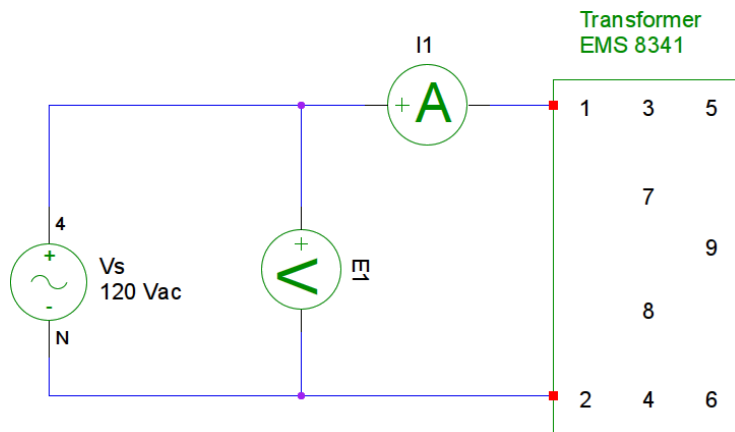 Transformer
EMS 8341
I1
+ A
1 3 5
4
+
7
+
V
E1
9
Vs
120 Vac
-
8
N
2 4 6